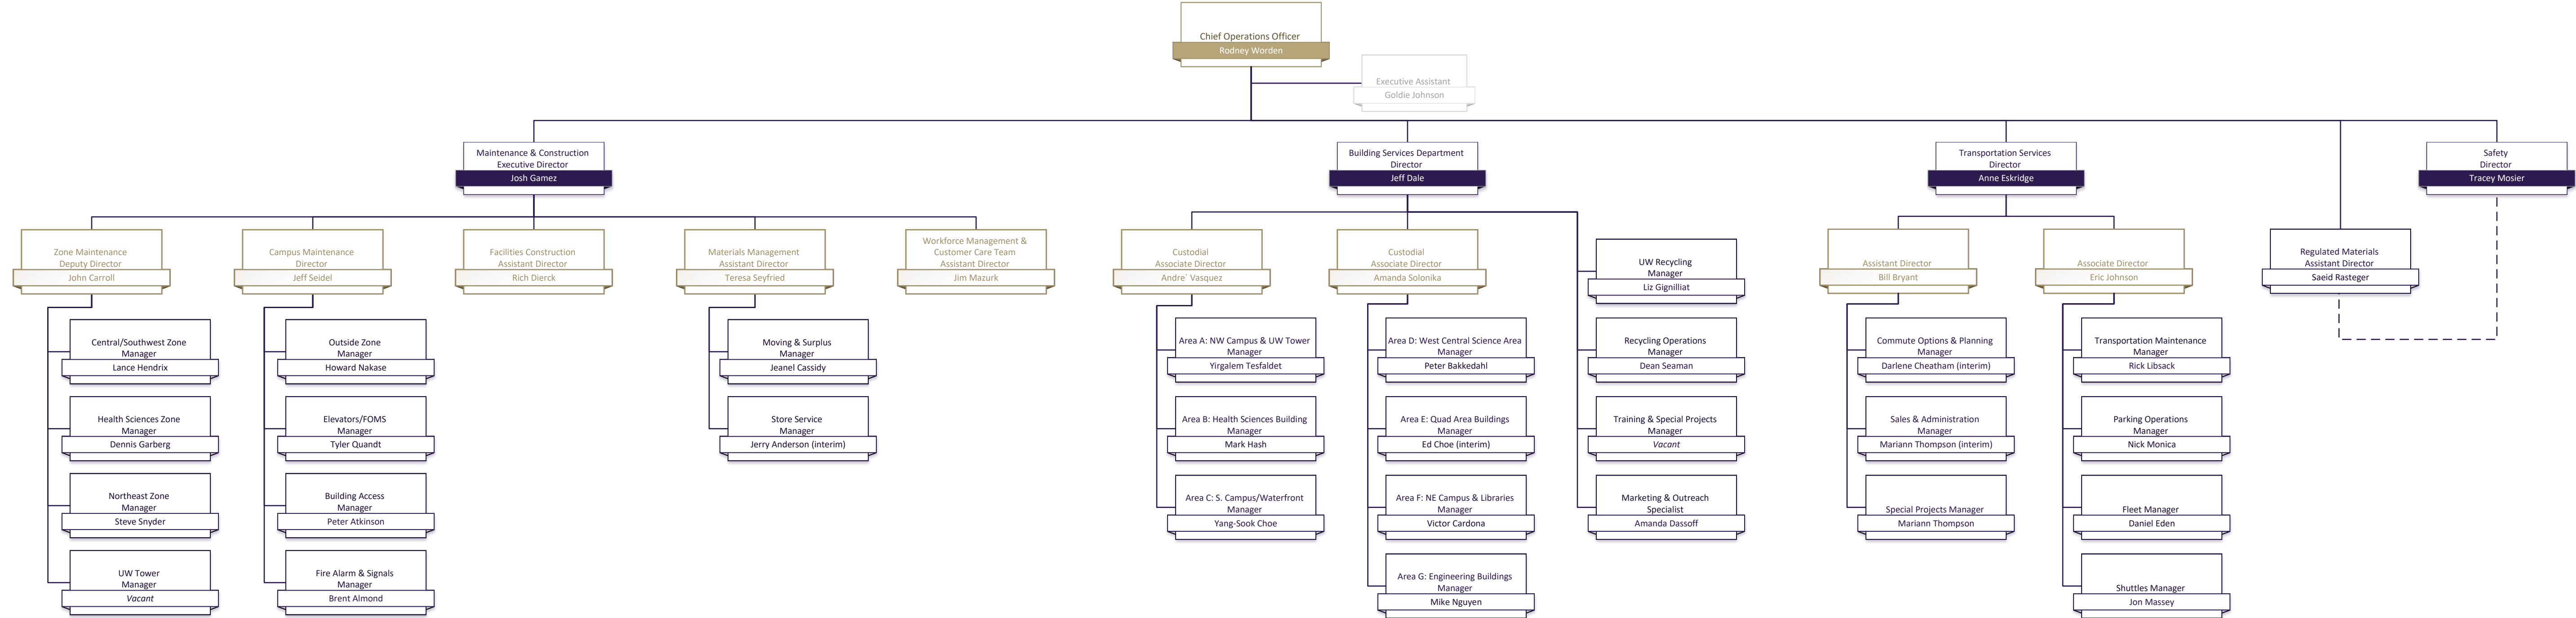 Chief Operations Officer
Rodney Worden
Executive Assistant
Goldie Johnson
Maintenance & Construction
Executive Director
Josh Gamez
Building Services Department
Director
Jeff Dale
Transportation Services
Director
Anne Eskridge
Safety
Director
Tracey Mosier
Zone Maintenance
Deputy Director
John Carroll
Campus Maintenance
Director
Jeff Seidel
Facilities Construction
Assistant Director
Rich Dierck
Materials Management
Assistant Director
Teresa Seyfried
Workforce Management &
Customer Care Team
Assistant Director
Jim Mazurk
Custodial
Associate Director
Andre` Vasquez
Custodial
Associate Director
Amanda Solonika
UW Recycling
Manager
Liz Gignilliat
Assistant Director
Bill Bryant
Associate Director
Eric Johnson
Regulated Materials
Assistant Director
Saeid Rasteger
Central/Southwest Zone
Manager
Lance Hendrix
Health Sciences Zone
Manager
Dennis Garberg
Northeast Zone
Manager
Steve Snyder
UW Tower
Manager
Vacant
Outside Zone
Manager
Howard Nakase
Elevators/FOMS
Manager
Tyler Quandt
Building Access
Manager
Peter Atkinson
Fire Alarm & Signals
Manager
Brent Almond
Moving & Surplus
Manager
Jeanel Cassidy
Store Service
Manager
Jerry Anderson (interim)
Area A: NW Campus & UW Tower
Manager
Yirgalem Tesfaldet
Area B: Health Sciences Building
Manager
Mark Hash
Area C: S. Campus/Waterfront
Manager
Yang-Sook Choe
Area D: West Central Science Area
Manager
Peter Bakkedahl
Area E: Quad Area Buildings
Manager
Ed Choe (interim)
Area F: NE Campus & Libraries
Manager
Victor Cardona
Area G: Engineering Buildings
Manager
Mike Nguyen
Recycling Operations
Manager
Dean Seaman
Training & Special Projects
Manager
Vacant
Marketing & Outreach
Specialist
Amanda Dassoff
Commute Options & Planning
Manager
Darlene Cheatham (interim)
Sales & Administration
Manager
Mariann Thompson (interim)
Special Projects Manager
Mariann Thompson
Transportation Maintenance
Manager
Rick Libsack
Parking Operations
Manager
Nick Monica
Fleet Manager
Daniel Eden
Shuttles Manager
Jon Massey